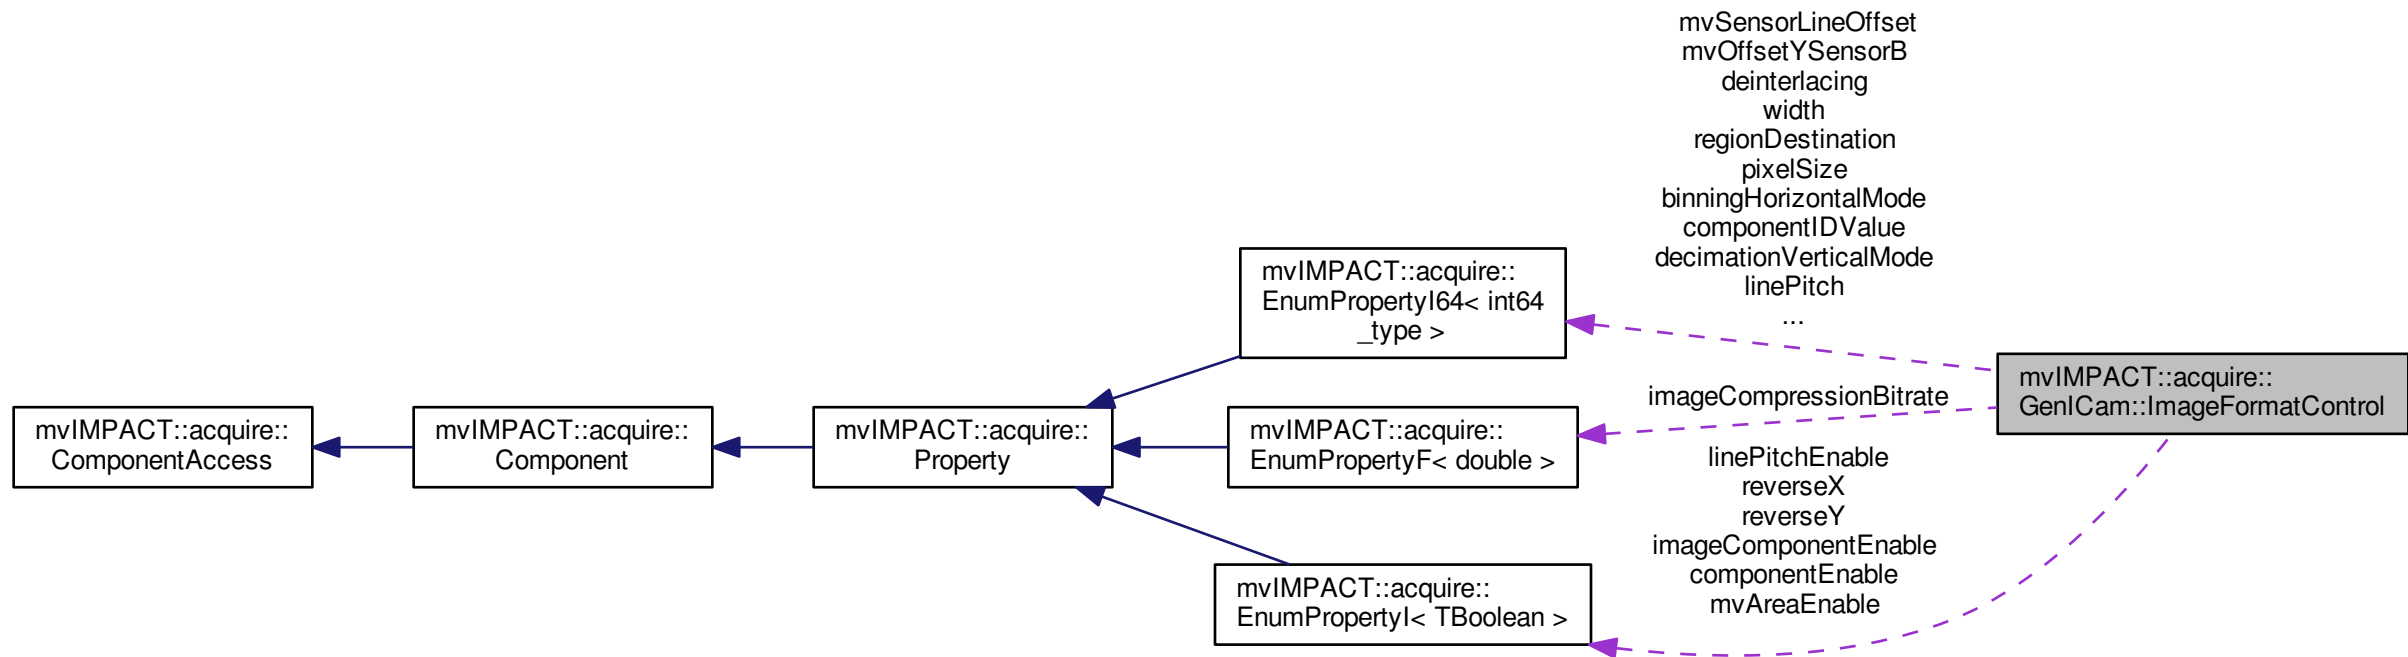 mvSensorLineOffset
mvOffsetYSensorB
deinterlacing
width
regionDestination
pixelSize
binningHorizontalMode
componentIDValue
decimationVerticalMode
linePitch
...
mvIMPACT::acquire::
EnumPropertyI64< int64
_type >
mvIMPACT::acquire::
GenICam::ImageFormatControl
imageCompressionBitrate
mvIMPACT::acquire::
ComponentAccess
mvIMPACT::acquire::
Component
mvIMPACT::acquire::
Property
mvIMPACT::acquire::
EnumPropertyF< double >
linePitchEnable
reverseX
reverseY
imageComponentEnable
componentEnable
mvAreaEnable
mvIMPACT::acquire::
EnumPropertyI< TBoolean >